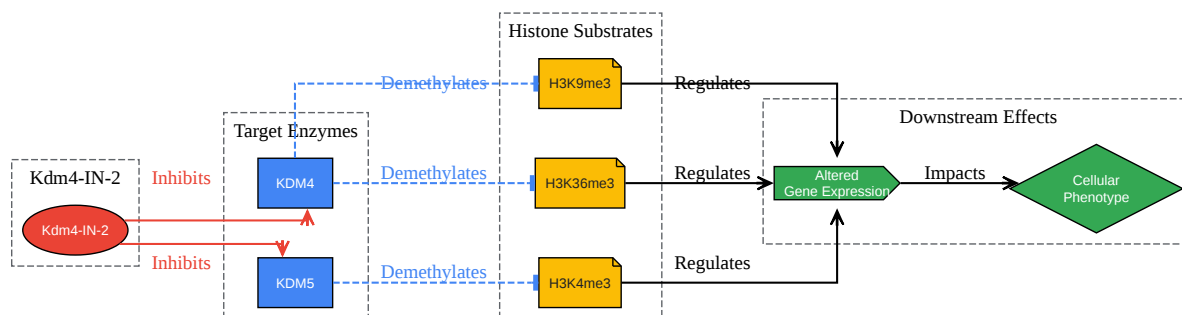 Histone Substrates
Demethylates
H3K9me3
Regulates
Target Enzymes
Downstream Effects
Kdm4-IN-2
Inhibits
KDM4
Demethylates
H3K36me3
Regulates
Altered
Gene Expression
Impacts
Cellular
Phenotype
Kdm4-IN-2
Inhibits
KDM5
Demethylates
H3K4me3
Regulates